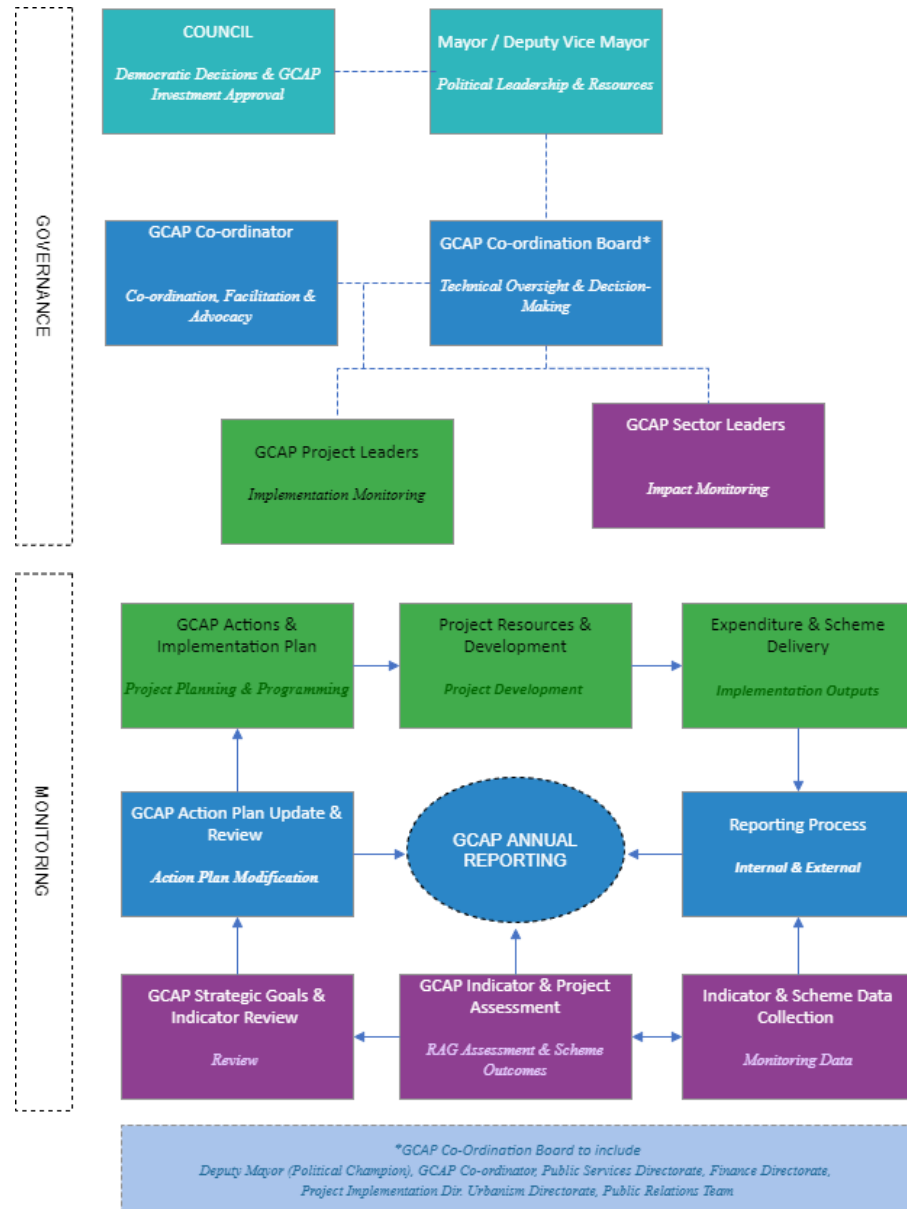 COUNCIL
Democratic Decisions & GCAP
Investment Approval
Mayor / Deputy Vice Mayor
Political Leadership & Resources
GOVERNANCE
GCAP Co-ordinator
Co-ordination, Facilitation &
Advocacy
GCAP Co-ordination Board*
Technical Oversight & Decision-
Making
GCAP Project Leaders
Implementation Monitoring
GCAP Sector Leaders
Impact Monitoring
MONITORING
GCAP Actions &
Implementation Plan
Project Planning & Programming
Project Resources &
Development
Project Development
Expenditure & Scheme
Delivery
Implementation Outputs
GCAP Action Plan Update &
Review
Action Plan Modification
GCAP ANNUAL
REPORTING
Reporting Process
Internal & External
GCAP Strategic Goals &
Indicator Review
Review
GCAP Indicator & Project
Assessment
RAG Assessment & Scheme
Outcomes
Indicator & Scheme Data
Collection
Monitoring Data
*GCAP Co-Ordination Board to include
Deputy Mayor (Political Champion), GCAP Co-ordinator, Public Services Directorate, Finance Directorate,
Project Implementation Dir. Urbanism Directorate, Public Relations Team